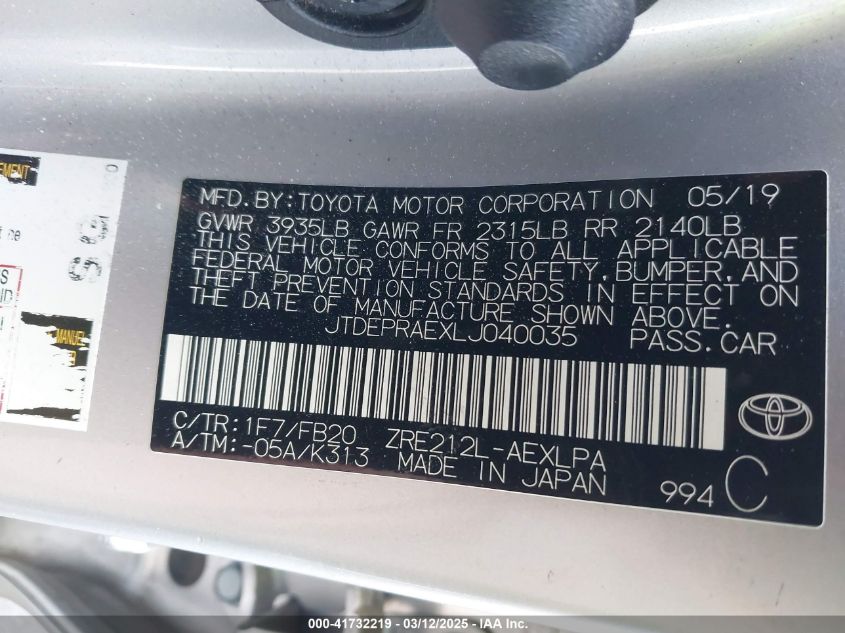 MFD. BY: TOYOTA MOTOR CORPORATION 05/19
GVWR 3935LB GAWR FR 2315LB RR 2140LB
THIS VEHICLE CONFORMS TO ALL APPLICABLE
FEDERAL MOTOR VEHICLE SAFETY, BUMPER, AND
THEFT PREVENTION STANDARDS IN EFFECT ON
THE DATE OF MANUFACTURE SHOWN ABOVE.
JTDEPRAEXLJ040035 PASS. CAR
C/TR: 1F7/FB20 ZRE212L-AEXLPA
A/TM: -05A/K313 MADE IN JAPAN
994 C
MANUEL
000-41732219 - 03/12/2025 - IAA Inc.